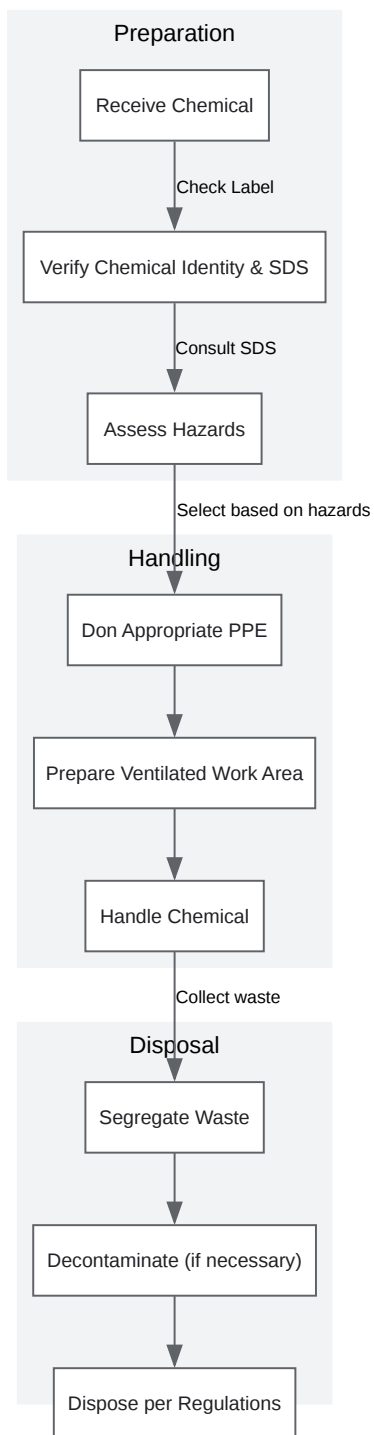 Preparation
Receive Chemical
Check Label
Verify Chemical Identity & SDS
Consult SDS
Assess Hazards
Select based on hazards
Handling
Don Appropriate PPE
Prepare Ventilated Work Area
Handle Chemical
Collect waste
Disposal
Segregate Waste
Decontaminate (if necessary)
Dispose per Regulations